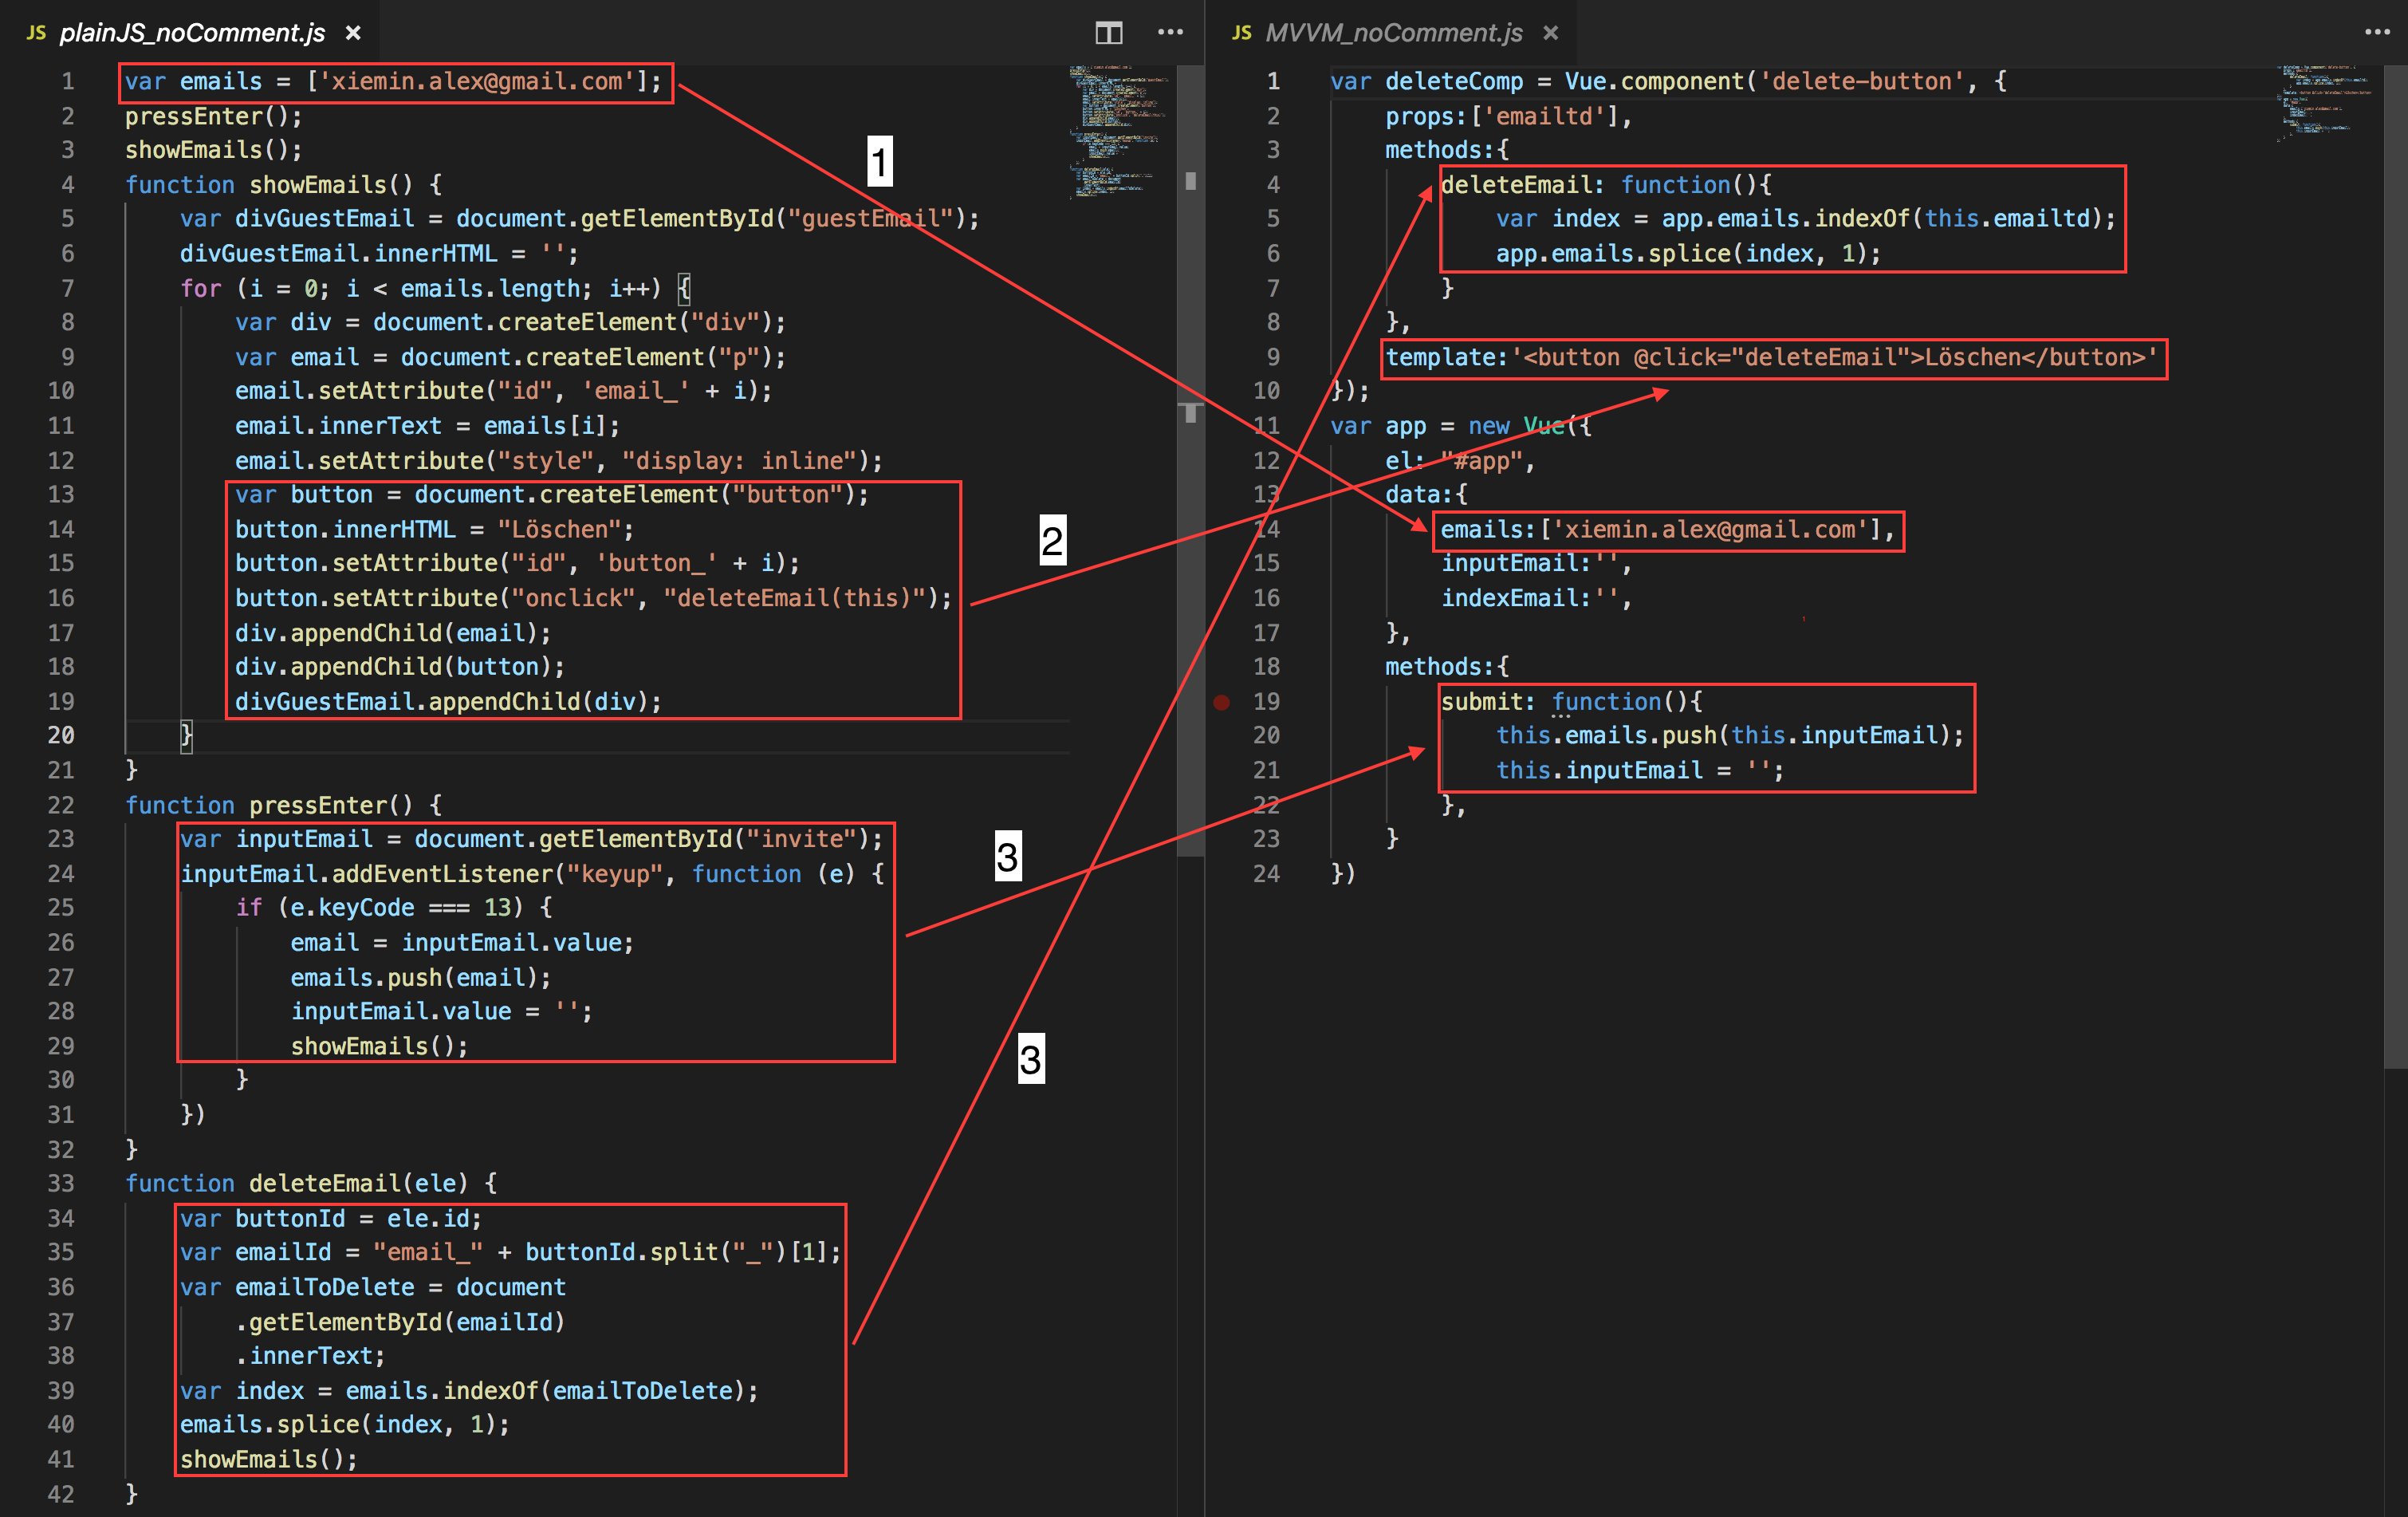 JS plainJS_noComment.js ×
1 var emails = ['xiemin.alex@gmail.com'];
2 pressEnter();
3 showEmails();
4 function showEmails() {
5 var divGuestEmail = document.getElementById("guestEmail");
6 divGuestEmail.innerHTML = '';
7 for (i = 0; i < emails.length; i++) {
8 var div = document.createElement("div");
9 var email = document.createElement("p");
10 email.setAttribute("id", 'email_' + i);
11 email.innerText = emails[i];
12 email.setAttribute("style", "display: inline");
13 var button = document.createElement("button");
14 button.innerHTML = "Löschen";
15 button.setAttribute("id", 'button_' + i);
16 button.setAttribute("onclick", "deleteEmail(this)");
17 div.appendChild(email);
18 div.appendChild(button);
19 divGuestEmail.appendChild(div);
20 }
21 }
22 function pressEnter() {
23 var inputEmail = document.getElementById("invite");
24 inputEmail.addEventListener("keyup", function (e) {
25 if (e.keyCode === 13) {
26 email = inputEmail.value;
27 emails.push(email);
28 inputEmail.value = '';
29 showEmails();
30 }
31 })
32 }
33 function deleteEmail(ele) {
34 var buttonId = ele.id;
35 var emailId = "email_" + buttonId.split("_")[1];
36 var emailToDelete = document
37 .getElementById(emailId)
38 .innerText;
39 var index = emails.indexOf(emailToDelete);
40 emails.splice(index, 1);
41 showEmails();
42 }
1
2
3
3
JS MVVM_noComment.js ×
1 var deleteComp = Vue.component('delete-button', {
2 props:['emailtd'],
3 methods:{
4 deleteEmail: function(){
5 var index = app.emails.indexOf(this.emailtd);
6 app.emails.splice(index, 1);
7 }
8 },
9 template:'<button @click="deleteEmail">Löschen</button>'
10 });
11 var app = new Vue({
12 el: "#app",
13 data:{
14 emails:['xiemin.alex@gmail.com'],
15 inputEmail:'',
16 indexEmail:'',
17 },
18 methods:{
19 submit: function(){
20 this.emails.push(this.inputEmail);
21 this.inputEmail = '';
22 },
23 }
24 })